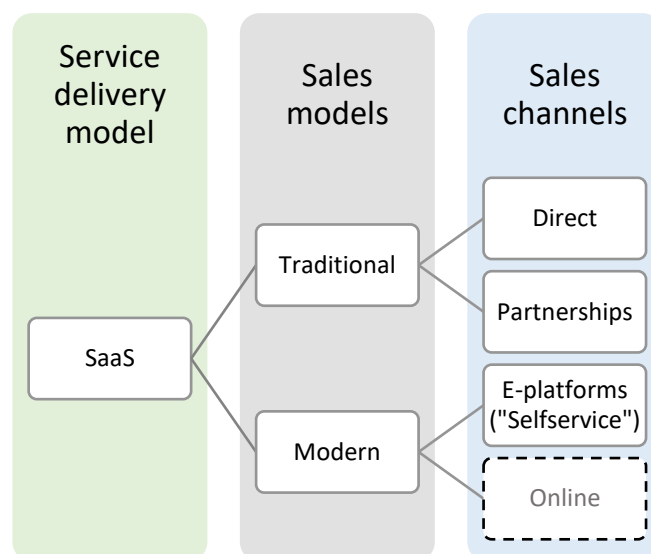 Service
delivery
model
Sales
models
Sales
channels
SaaS
Traditional
Modern
Direct
Partnerships
E-platforms
("Selfservice")
Online